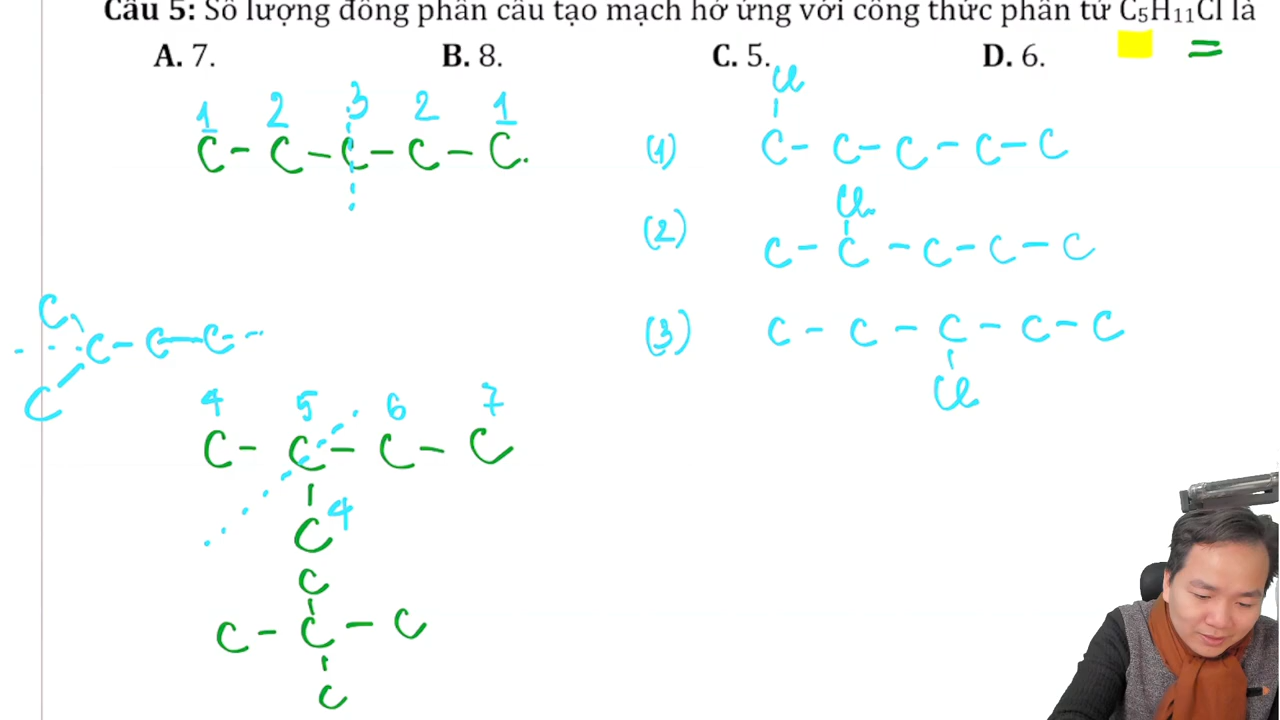 Câu 5: Số lượng đồng phân cấu tạo mạch hở ứng với công thức phân tử C₅H₁₁Cl là
A. 7. B. 8. C. 5. D. 6.
=
1 2 3 2 1
C - C - C - C - C.
(1)
Cl
C - C - C - C - C
(2)
Cl
C - C - C - C - C
(3)
C - C - C - C - C
Cl
C
C - C - C -
C
4 5 6 7
C - C - C - C
C 4
C
C - C - C
C